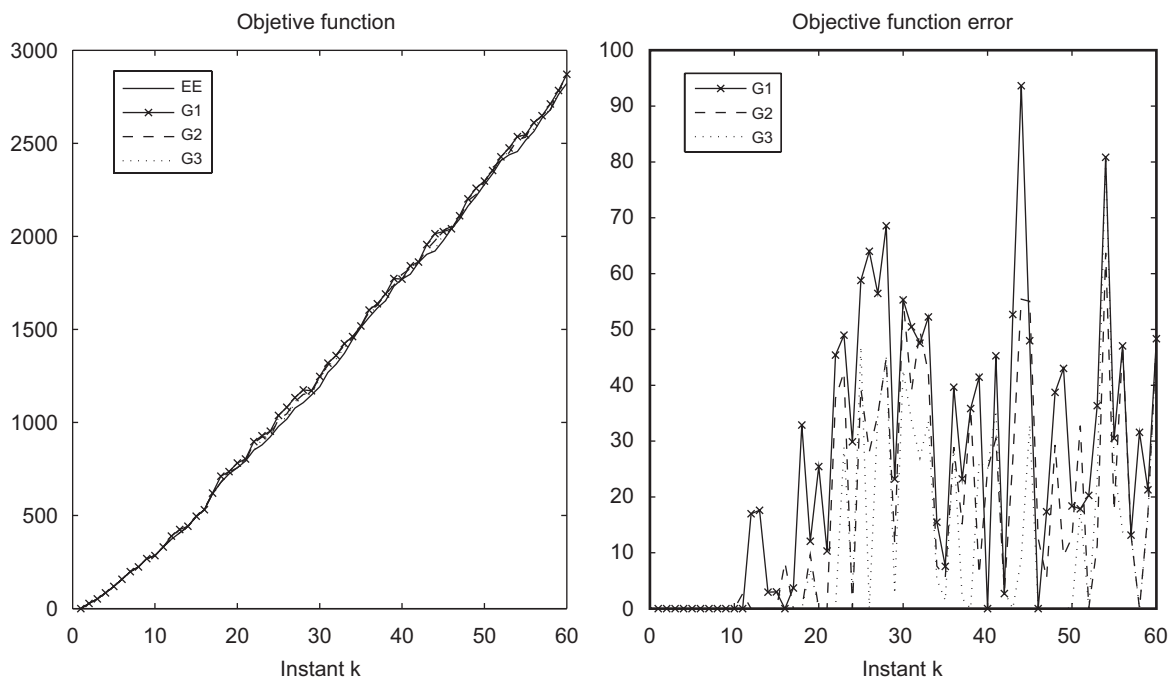 Objetive function
3000
2500
2000
1500
1000
500
0
EE
G1
G2
G3
0 10 20 30 40 50 60
Instant k
Objective function error
100
90
80
70
60
50
40
30
20
10
0
G1
G2
G3
0 10 20 30 40 50 60
Instant k